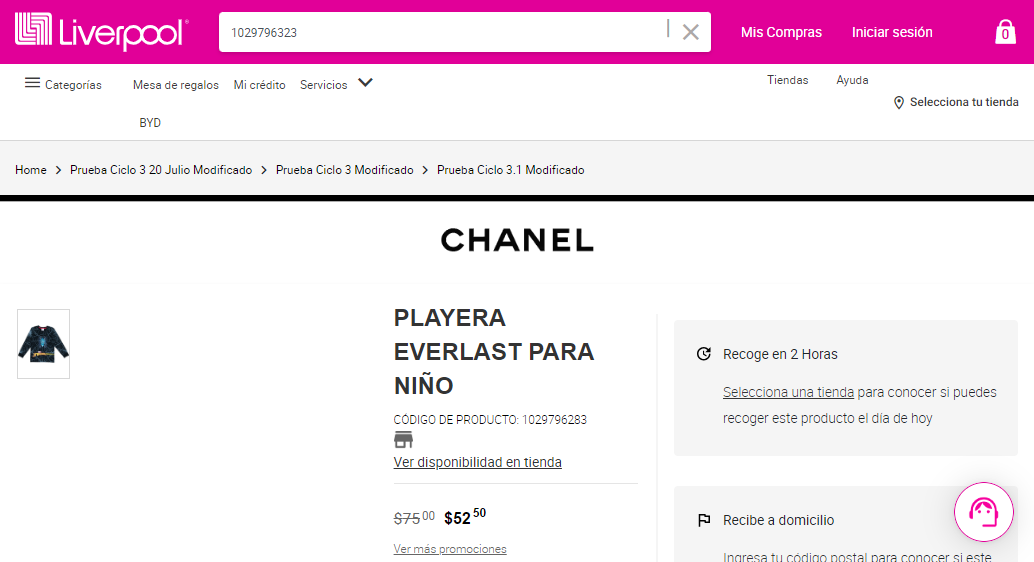 Liverpool
1029796323
Mis Compras
Iniciar sesión
0
Categorías
Mesa de regalos
Mi crédito
Servicios
Tiendas
Ayuda
Selecciona tu tienda
BYD
Home > Prueba Ciclo 3 20 Julio Modificado > Prueba Ciclo 3 Modificado > Prueba Ciclo 3.1 Modificado
CHANEL
PLAYERA
EVERLAST PARA
NIÑO
CÓDIGO DE PRODUCTO: 1029796283
Ver disponibilidad en tienda
$75 00 $52 50
Ver más promociones
Recoge en 2 Horas
Selecciona una tienda para conocer si puedes
recoger este producto el día de hoy
Recibe a domicilio
Ingresa tu código postal para conocer si este